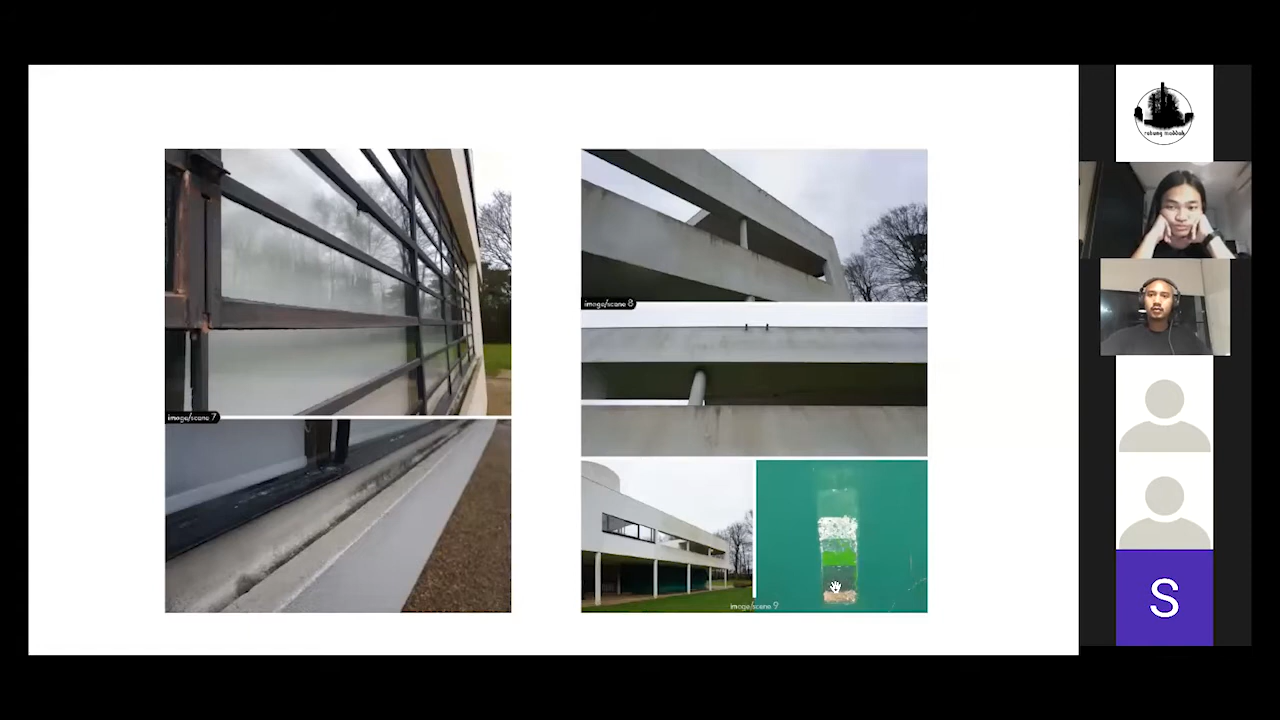 image/scene 7
image/scene 8
image/scene 9
rabung maddah
S